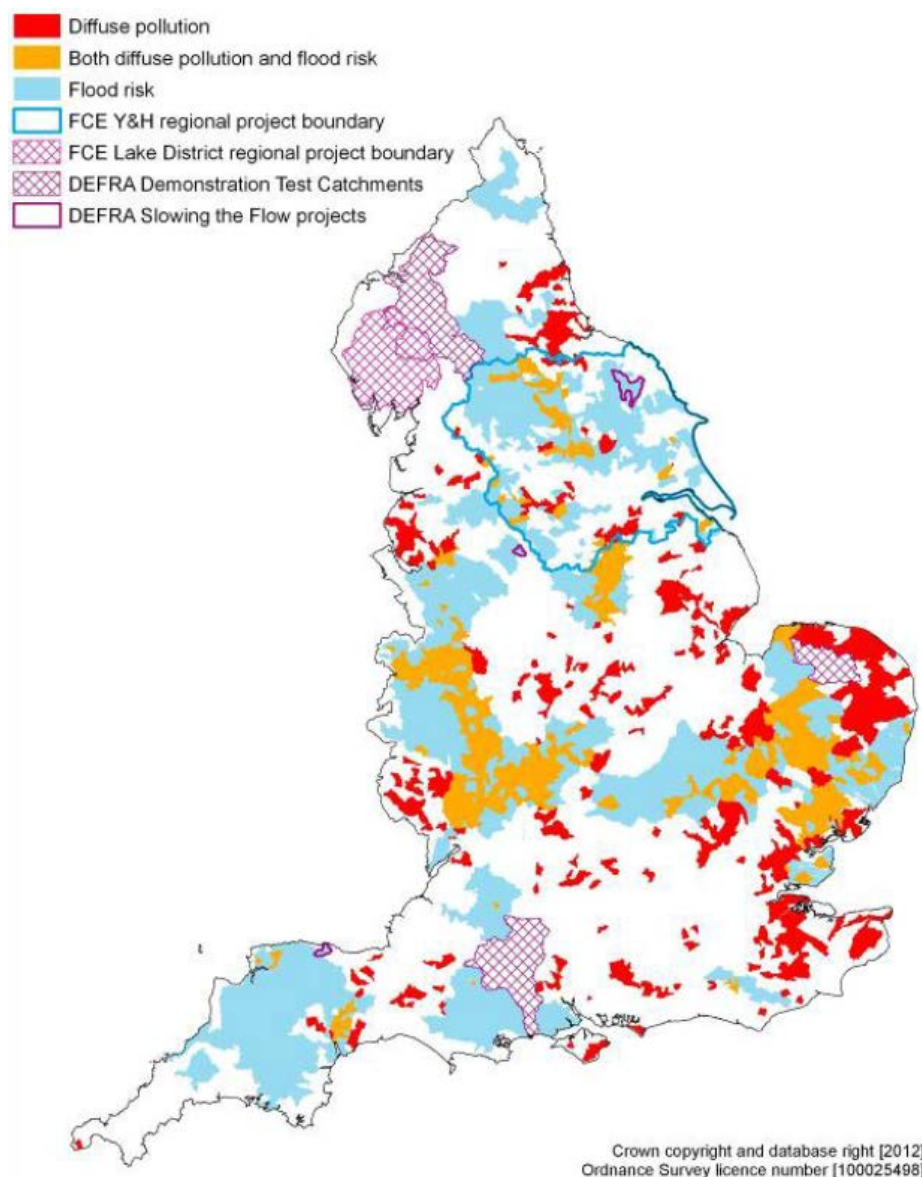 Diffuse pollution
Both diffuse pollution and flood risk
Flood risk
FCE Y&H regional project boundary
FCE Lake District regional project boundary
DEFRA Demonstration Test Catchments
DEFRA Slowing the Flow projects
Crown copyright and database right [2012]
Ordnance Survey licence number [100025498]